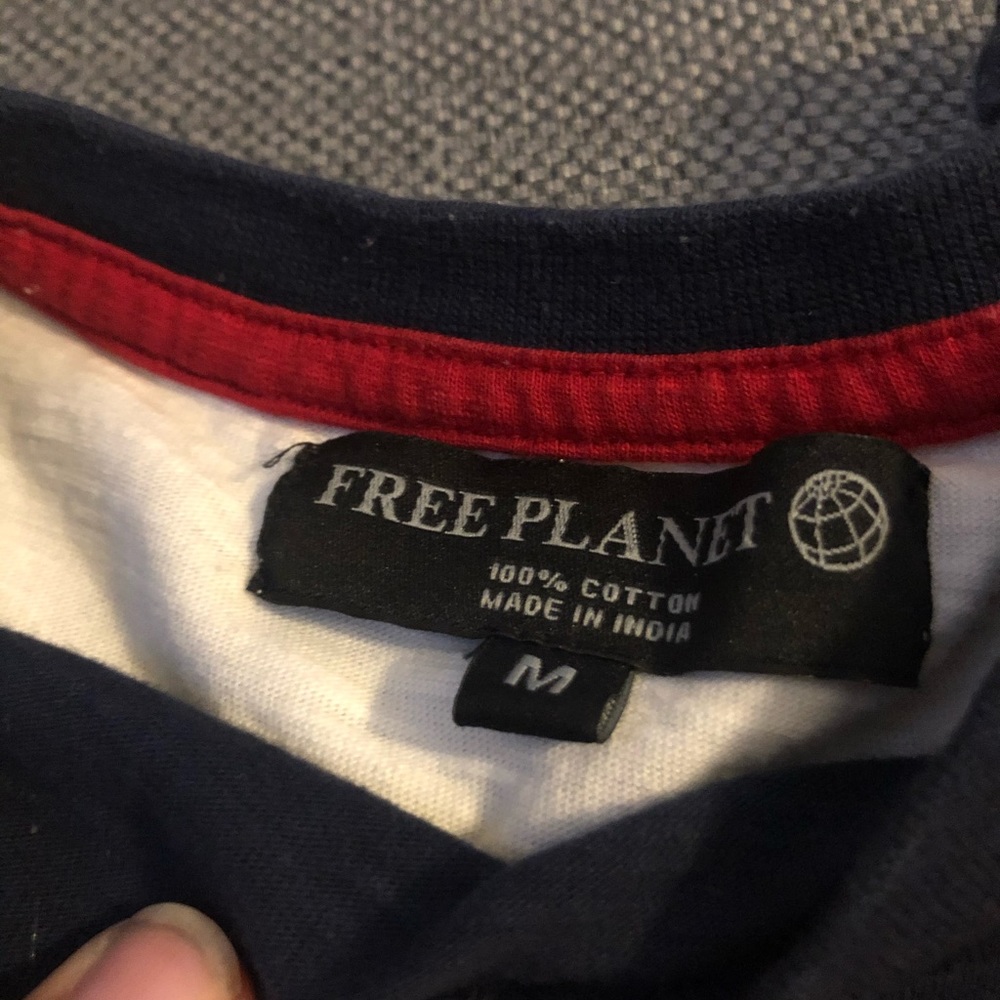 FREE PLANET
100% COTTON
MADE IN INDIA
M